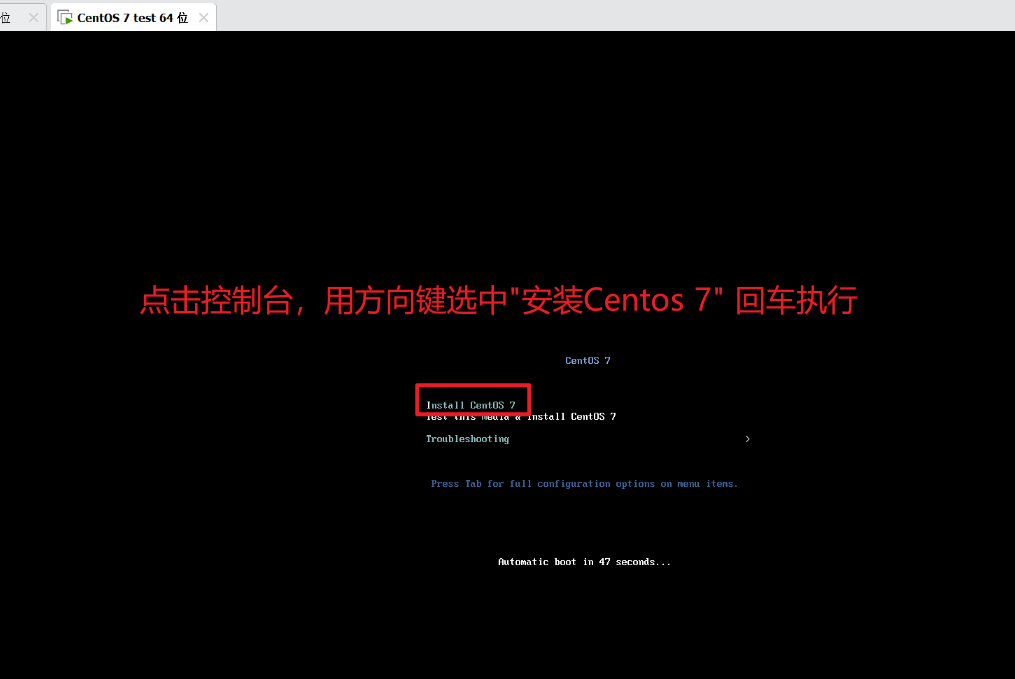 位
CentOS 7 test 64 位
点击控制台，用方向键选中"安装Centos 7" 回车执行
CentOS 7
Install CentOS 7
Test this media & install CentOS 7
Troubleshooting >
Press Tab for full configuration options on menu items.
Automatic boot in 47 seconds...